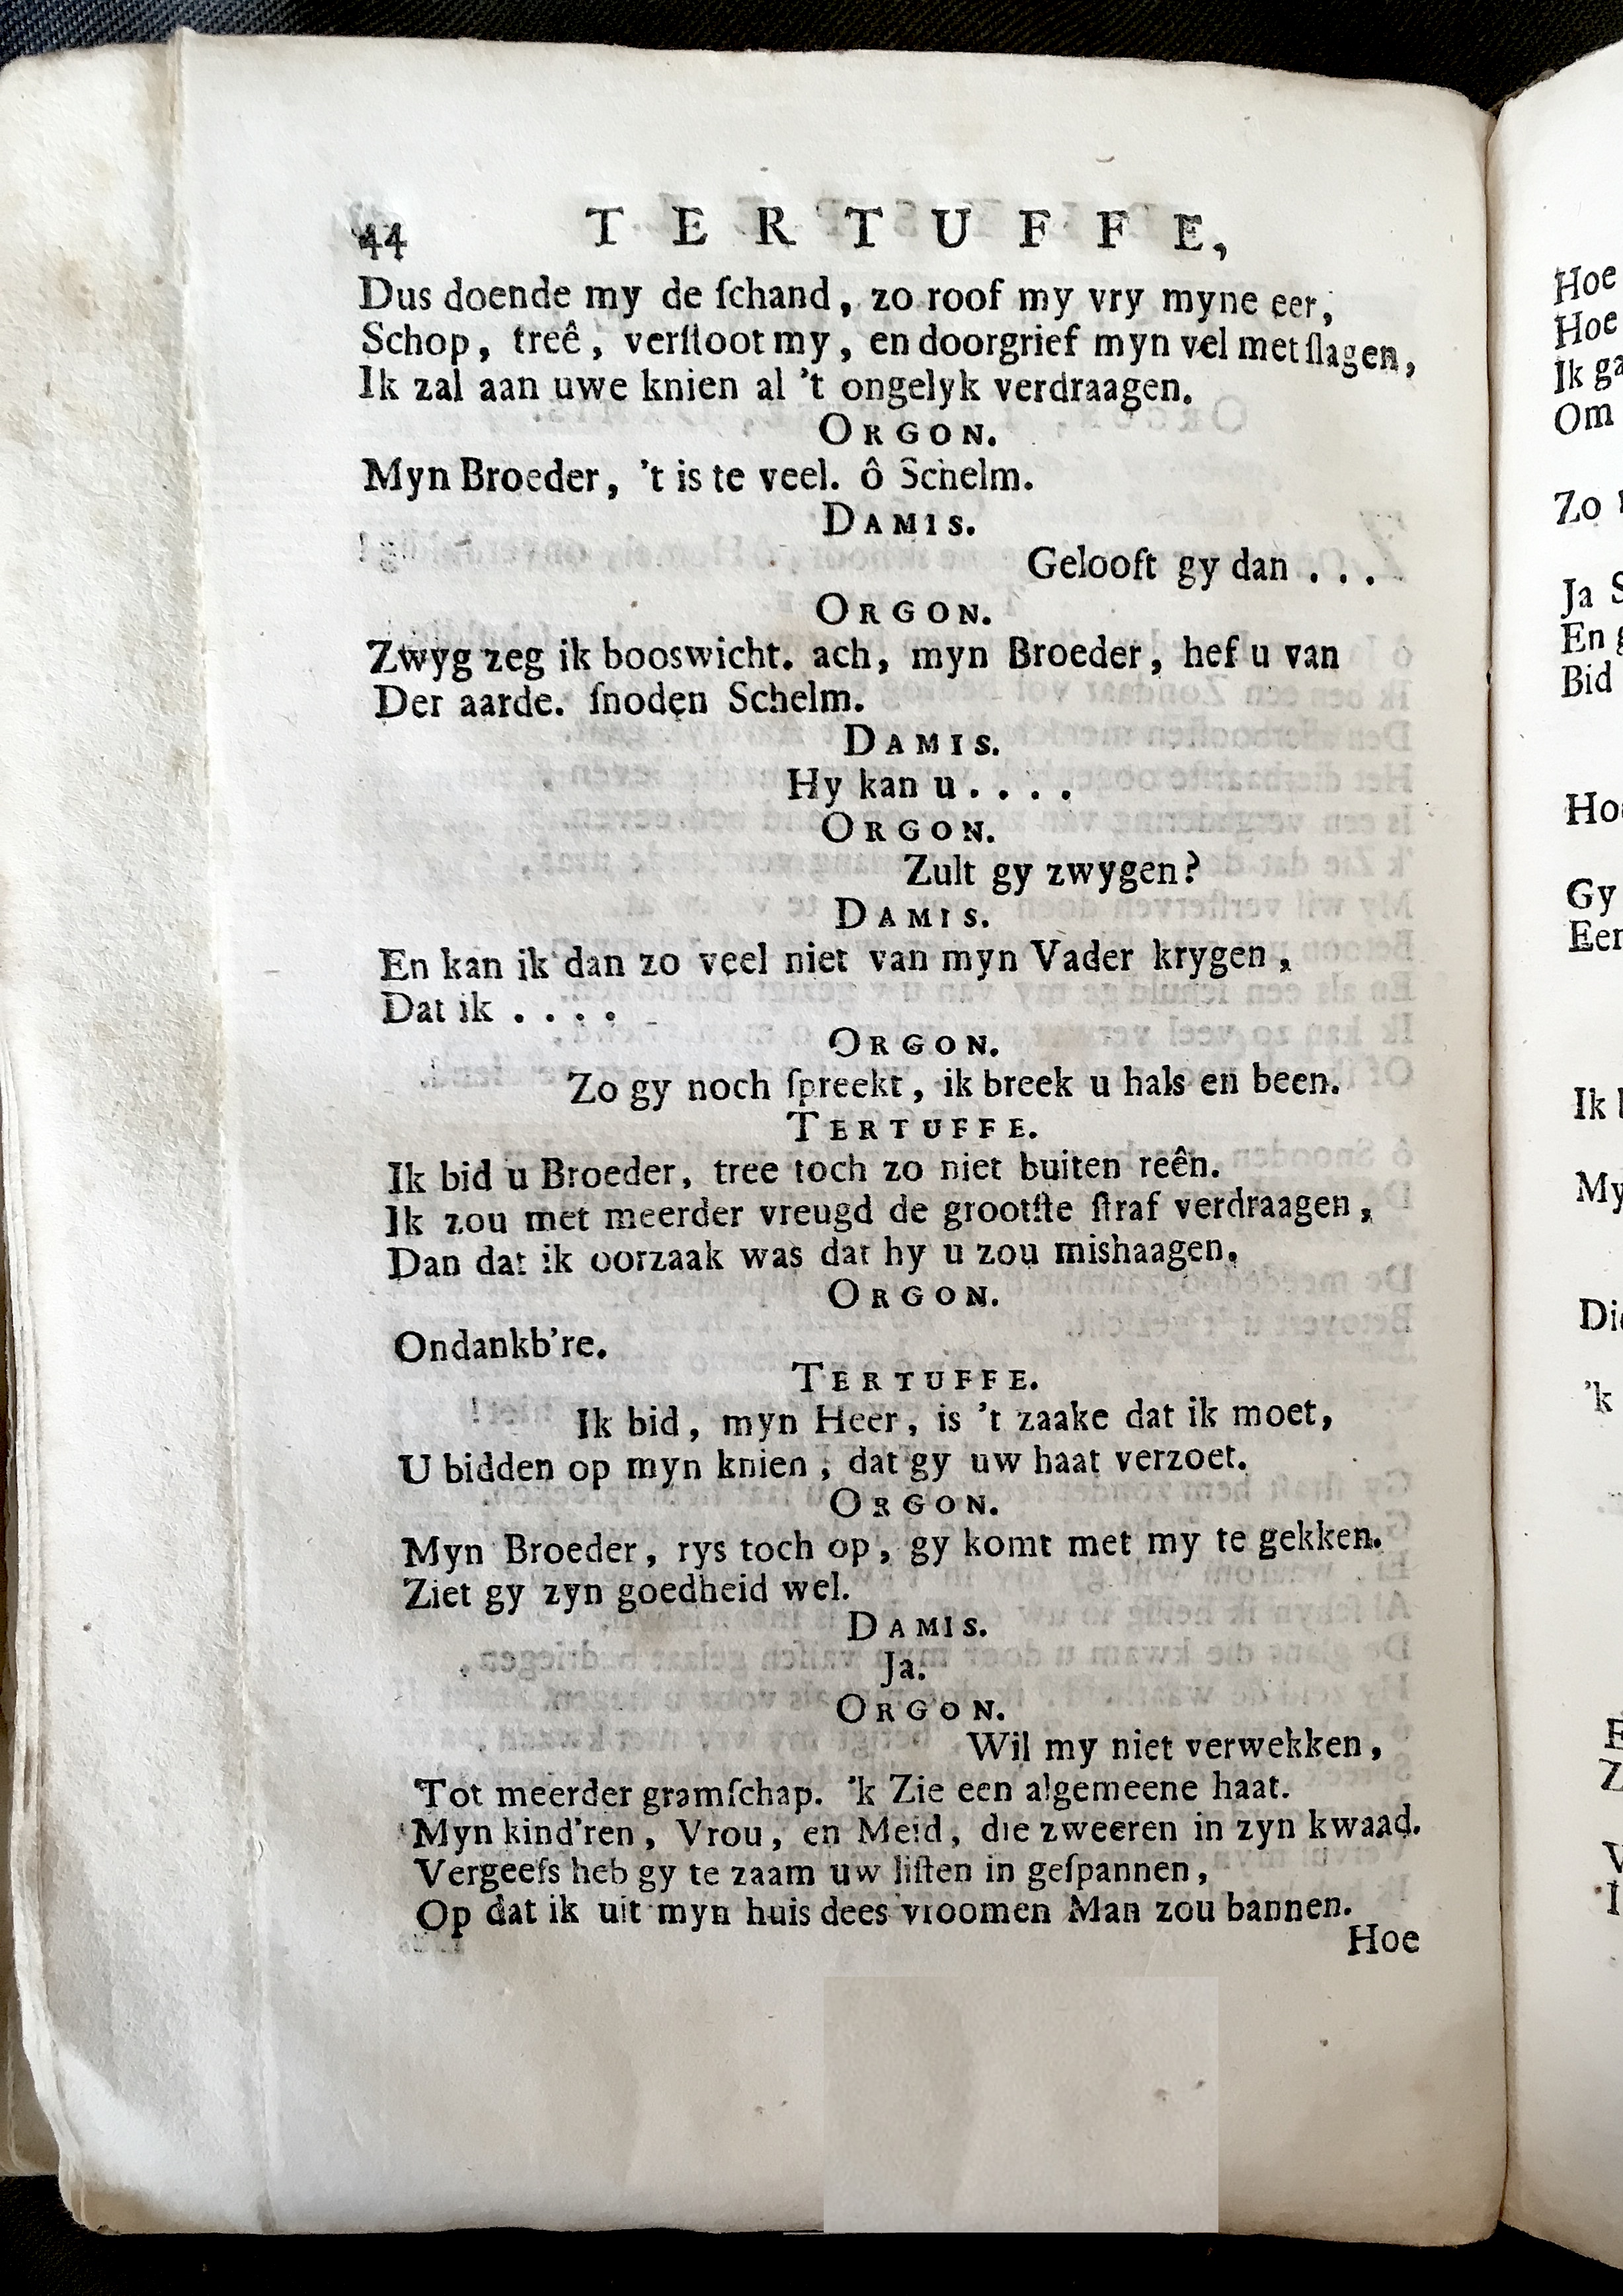 44 TERTUFFE,
Dus doende my de ſchand, zo roof my vry myne eer,
Schop, treê, verſtoot my, en doorgrief myn vel met ſlagen,
Ik zal aan uwe knien al 't ongelyk verdraagen.
ORGON.
Myn Broeder, 't is te veel. ô Schelm.
DAMIS.
Gelooft gy dan . . .
ORGON.
Zwyg zeg ik booswicht. ach, myn Broeder, hef u van
Der aarde. ſnoden Schelm.
DAMIS.
Hy kan u . . . .
ORGON.
Zult gy zwygen?
DAMIS.
En kan ik dan zo veel niet van myn Vader krygen,
Dat ik . . . .
ORGON.
Zo gy noch ſpreekt, ik breek u hals en been.
TERTUFFE.
Ik bid u Broeder, tree toch zo niet buiten reên.
Ik zou met meerder vreugd de grootſte ſtraf verdraagen,
Dan dat ik oorzaak was dat hy u zou mishaagen.
ORGON.
Ondankb're.
TERTUFFE.
Ik bid, myn Heer, is 't zaake dat ik moet,
U bidden op myn knien, dat gy uw haat verzoet.
ORGON.
Myn Broeder, rys toch op, gy komt met my te gekken.
Ziet gy zyn goedheid wel.
DAMIS.
Ja.
ORGON.
Wil my niet verwekken,
Tot meerder gramſchap. 'k Zie een algemeene haat.
Myn kind'ren, Vrou, en Meid, die zweeren in zyn kwaad.
Vergeefs heb gy te zaam uw liſten in geſpannen,
Op dat ik uit myn huis dees vroomen Man zou bannen.
Hoe
Hoe
Hoe
Ik ga
Om
Zo
Ja
En
Bid
Gy
Ik
My
'k